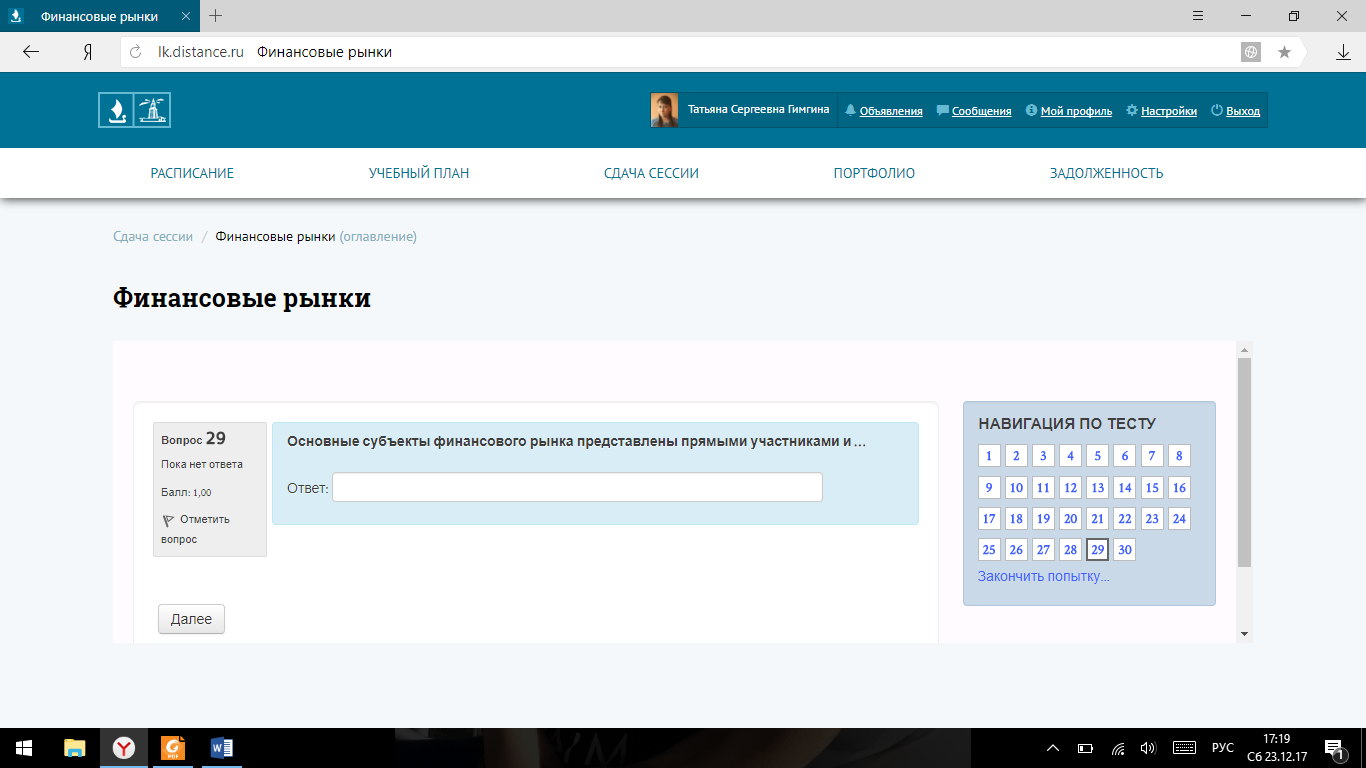 Финансовые рынки
Я
lk.distance.ru Финансовые рынки
Татьяна Сергеевна Гимгина Объявления Сообщения Мой профиль Настройки Выход
РАСПИСАНИЕ УЧЕБНЫЙ ПЛАН СДАЧА СЕССИИ ПОРТФОЛИО ЗАДОЛЖЕННОСТЬ
Сдача сессии / Финансовые рынки (оглавление)
Финансовые рынки
Вопрос 29
Пока нет ответа
Балл: 1,00
Отметить
вопрос
Основные субъекты финансового рынка представлены прямыми участниками и ...
Ответ:
Далее
НАВИГАЦИЯ ПО ТЕСТУ
1 2 3 4 5 6 7 8
9 10 11 12 13 14 15 16
17 18 19 20 21 22 23 24
25 26 27 28 29 30
Закончить попытку...
PDF
РУС
17:19
Сб 23.12.17
1